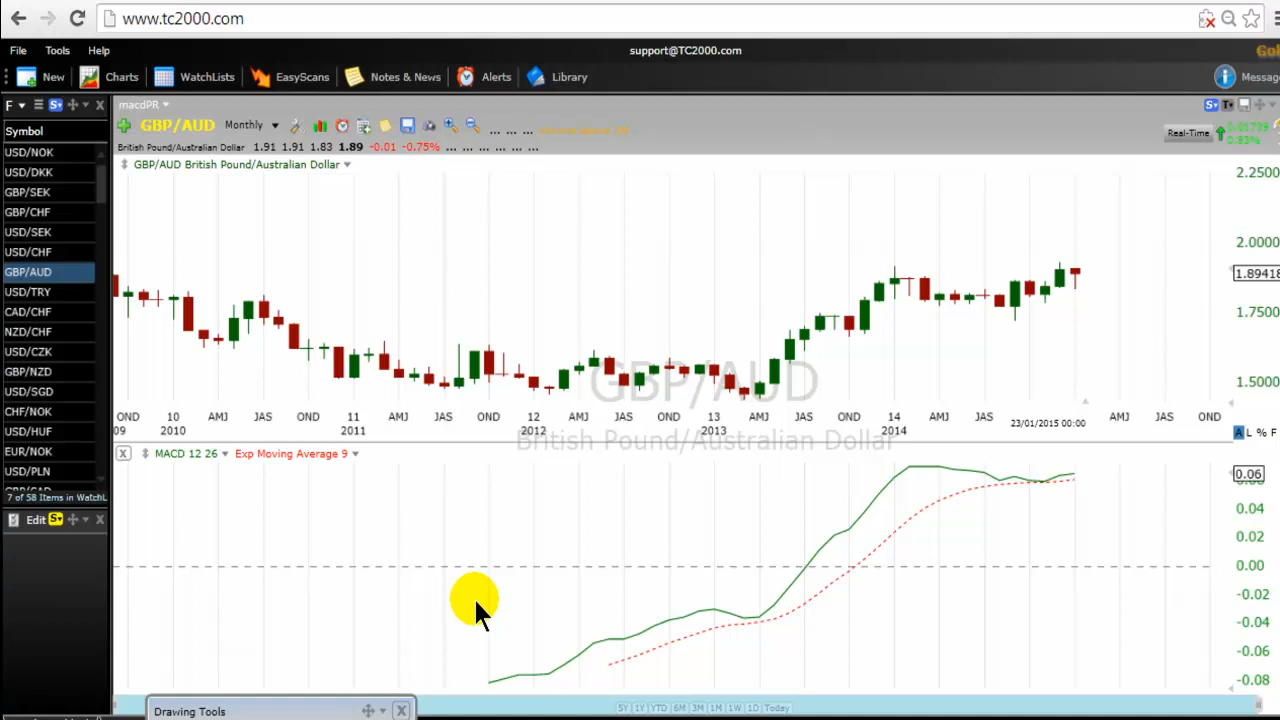 www.tc2000.com
File Tools Help support@TC2000.com
New Charts WatchLists EasyScans Notes & News Alerts Library Messag
F macdPR
Symbol
USD/NOK
USD/DKK
GBP/SEK
GBP/CHF
USD/SEK
USD/CHF
GBP/AUD
USD/TRY
CAD/CHF
NZD/CHF
USD/CZK
GBP/NZD
USD/SGD
CHF/NOK
USD/HUF
EUR/NOK
USD/PLN
7 of 58 Items in WatchL
Edit
GBP/AUD Monthly ... ... ...
Real-Time 0.01739
0.93%
British Pound/Australian Dollar 1.91 1.91 1.83 1.89 -0.01 -0.75% ... ... ... ... ...
GBP/AUD British Pound/Australian Dollar
2.2500
2.0000
1.89418
1.7500
1.5000
GBP/AUD
British Pound/Australian Dollar
OND 10 AMJ JAS OND 11 AMJ JAS OND 12 AMJ JAS OND 13 AMJ JAS OND 14 AMJ JAS 23/01/2015 00:00 AMJ JAS OND
09 2010 2011 2012 2013 2014
A L % F
MACD 12 26 Exp Moving Average 9
0.06
0.04
0.02
0.00
-0.02
-0.04
-0.06
-0.08
5Y 1Y YTD 6M 3M 1M 1W 1D Today
Drawing Tools